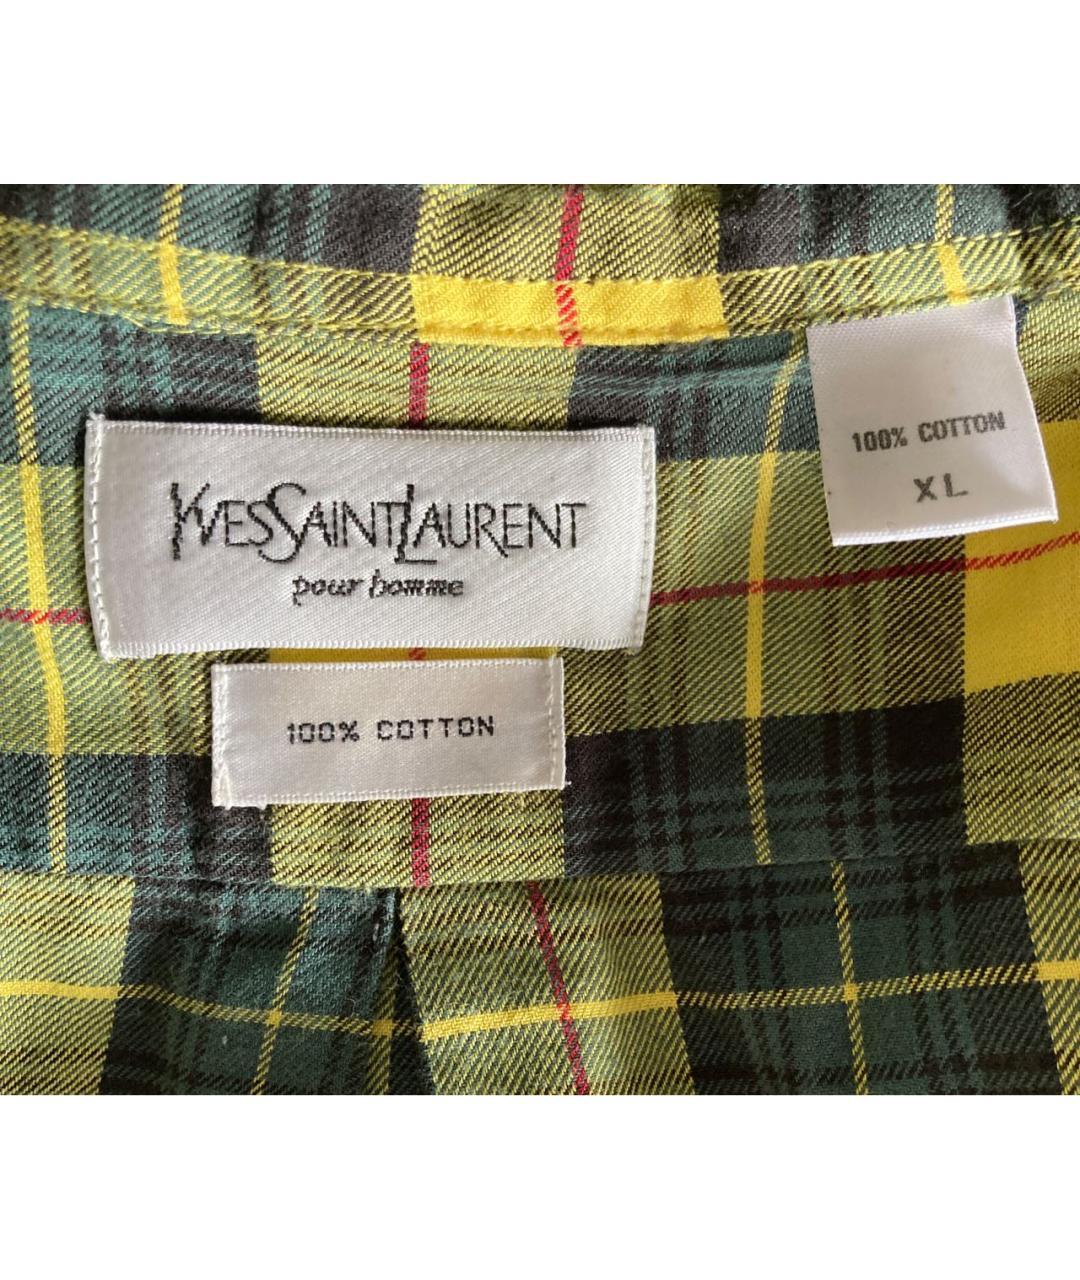 YVESSAINTLAURENT
pour homme
100% COTTON
100% COTTON
XL